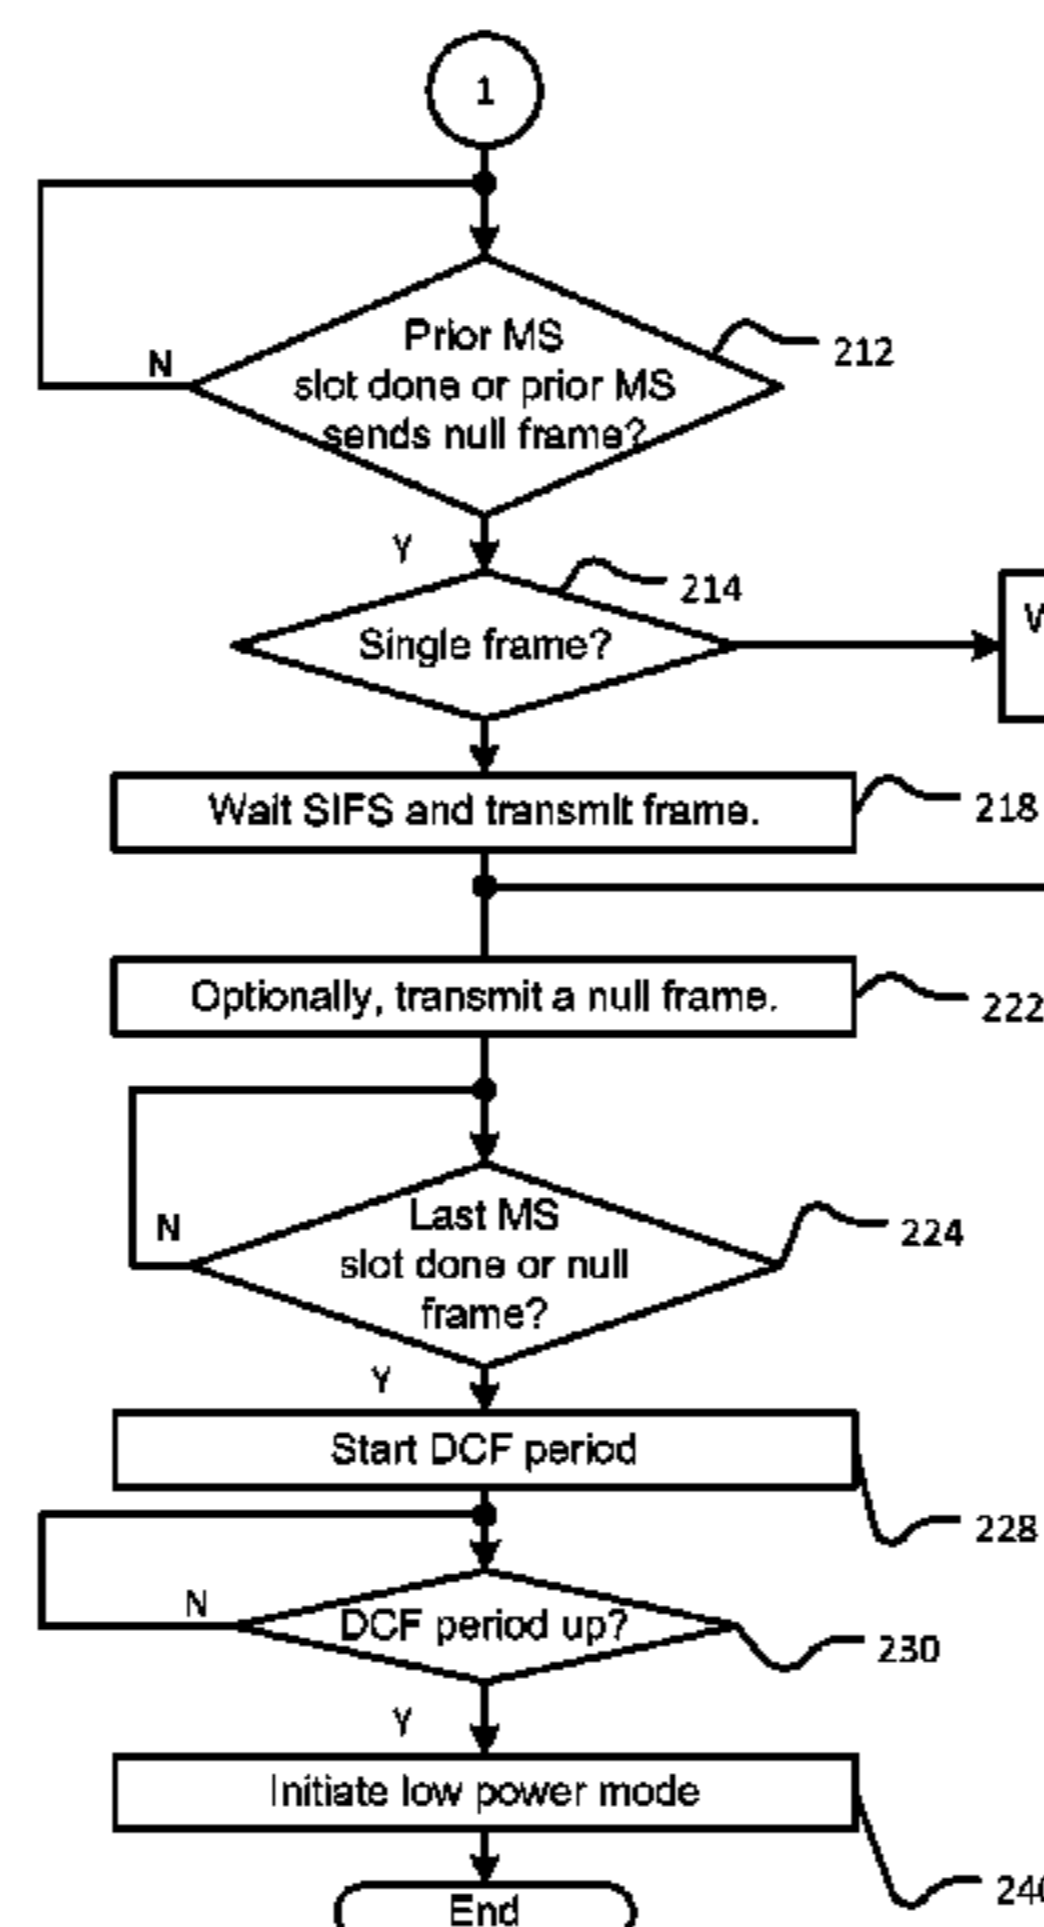 1
Prior MS
slot done or prior MS
sends null frame?
N
212
Y
214
Single frame?
Wait SIFS and transmit frame.
218
Optionally, transmit a null frame.
222
N
Last MS
slot done or null
frame?
224
Y
Start DCF period
228
N
DCF period up?
230
Y
Initiate low power mode
240
End